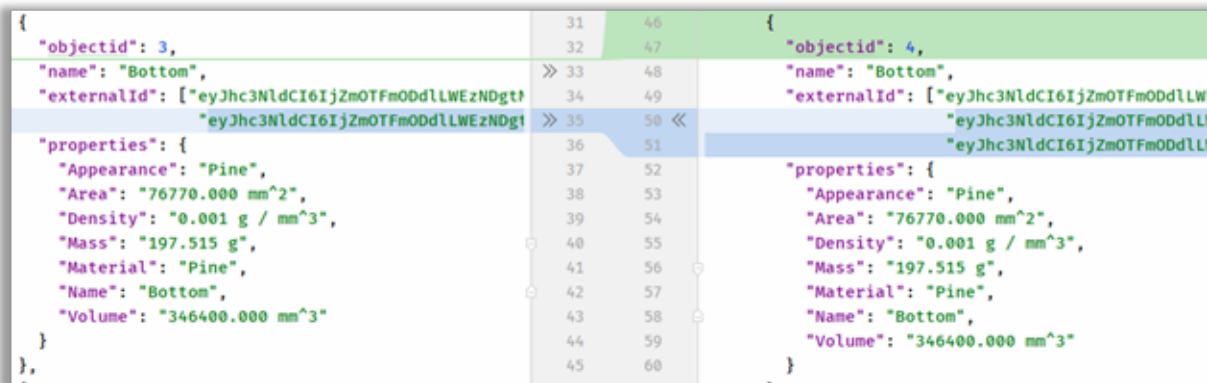 {
"objectid": 3,
"name": "Bottom",
"externalId": ["eyJhc3NldCI6IjZmOTFmODdlLWEzNDgt
"eyJhc3NldCI6IjZmOTFmODdlLWEzNDgt
"properties": {
"Appearance": "Pine",
"Area": "76770.000 mm^2",
"Density": "0.001 g / mm^3",
"Mass": "197.515 g",
"Material": "Pine",
"Name": "Bottom",
"Volume": "346400.000 mm^3"
}
},
31 46
32 47
33 48
34 49
35 50
36 51
37 52
38 53
39 54
40 55
41 56
42 57
43 58
44 59
45 60
{
"objectid": 4,
"name": "Bottom",
"externalId": ["eyJhc3NldCI6IjZmOTFmODdlLW
"eyJhc3NldCI6IjZmOTFmODdlL
"eyJhc3NldCI6IjZmOTFmODdlL
"properties": {
"Appearance": "Pine",
"Area": "76770.000 mm^2",
"Density": "0.001 g / mm^3",
"Mass": "197.515 g",
"Material": "Pine",
"Name": "Bottom",
"Volume": "346400.000 mm^3"
}